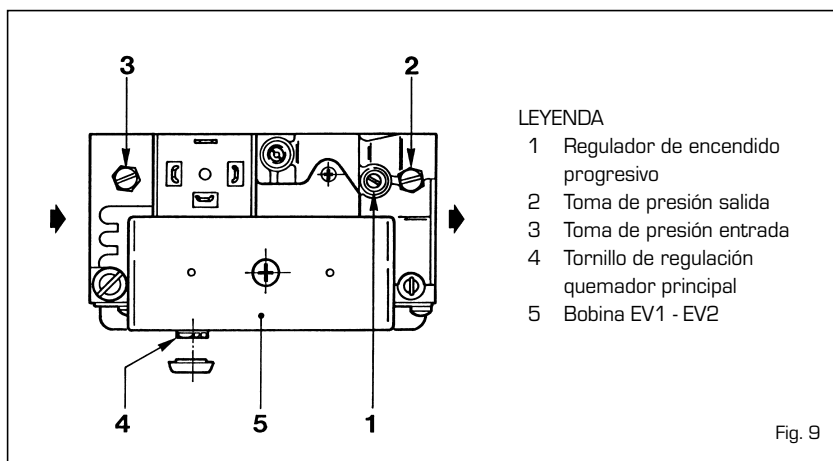 3
2
4
5
1
LEYENDA
1 Regulador de encendido
progresivo
2 Toma de presión salida
3 Toma de presión entrada
4 Tornillo de regulación
quemador principal
5 Bobina EV1 - EV2
Fig. 9